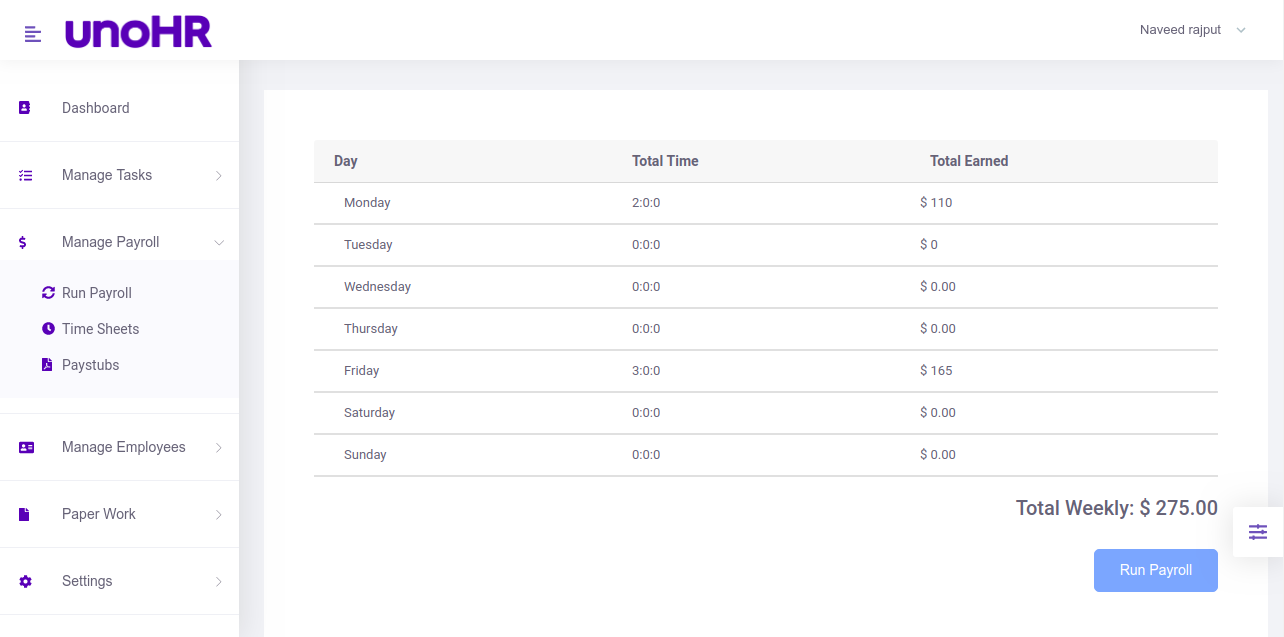 unoHR
Naveed rajput
Dashboard
Manage Tasks
Manage Payroll
Run Payroll
Time Sheets
Paystubs
Manage Employees
Paper Work
Settings
Day Total Time Total Earned
Monday 2:0:0 $ 110
Tuesday 0:0:0 $ 0
Wednesday 0:0:0 $ 0.00
Thursday 0:0:0 $ 0.00
Friday 3:0:0 $ 165
Saturday 0:0:0 $ 0.00
Sunday 0:0:0 $ 0.00
Total Weekly: $ 275.00
Run Payroll